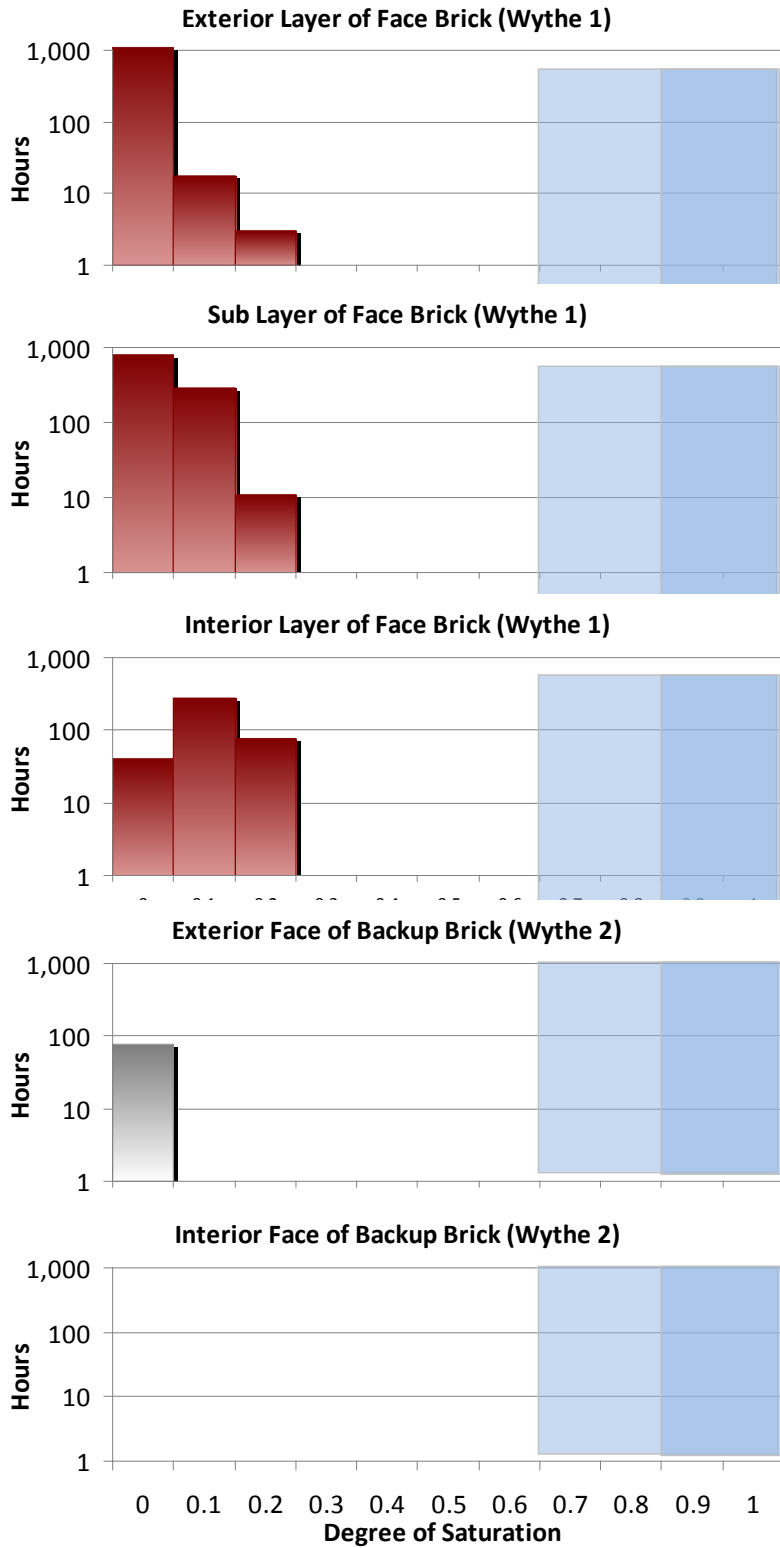 Exterior Layer of Face Brick (Wythe 1)
1,000
100
10
1
Hours
Sub Layer of Face Brick (Wythe 1)
1,000
100
10
1
Hours
Interior Layer of Face Brick (Wythe 1)
1,000
100
10
1
Hours
Exterior Face of Backup Brick (Wythe 2)
1,000
100
10
1
Hours
Interior Face of Backup Brick (Wythe 2)
1,000
100
10
1
Hours
0 0.1 0.2 0.3 0.4 0.5 0.6 0.7 0.8 0.9 1
Degree of Saturation